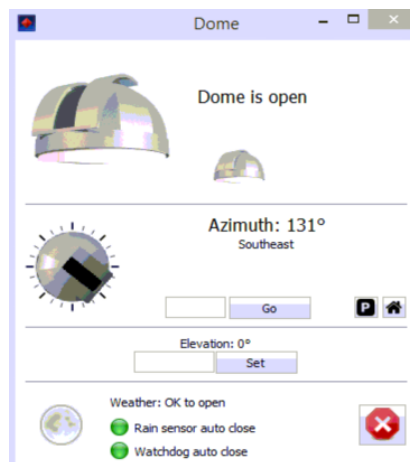 Dome
Dome is open
Azimuth: 131°
Southeast
Go
P
Elevation: 0°
Set
Weather: OK to open
Rain sensor auto close
Watchdog auto close